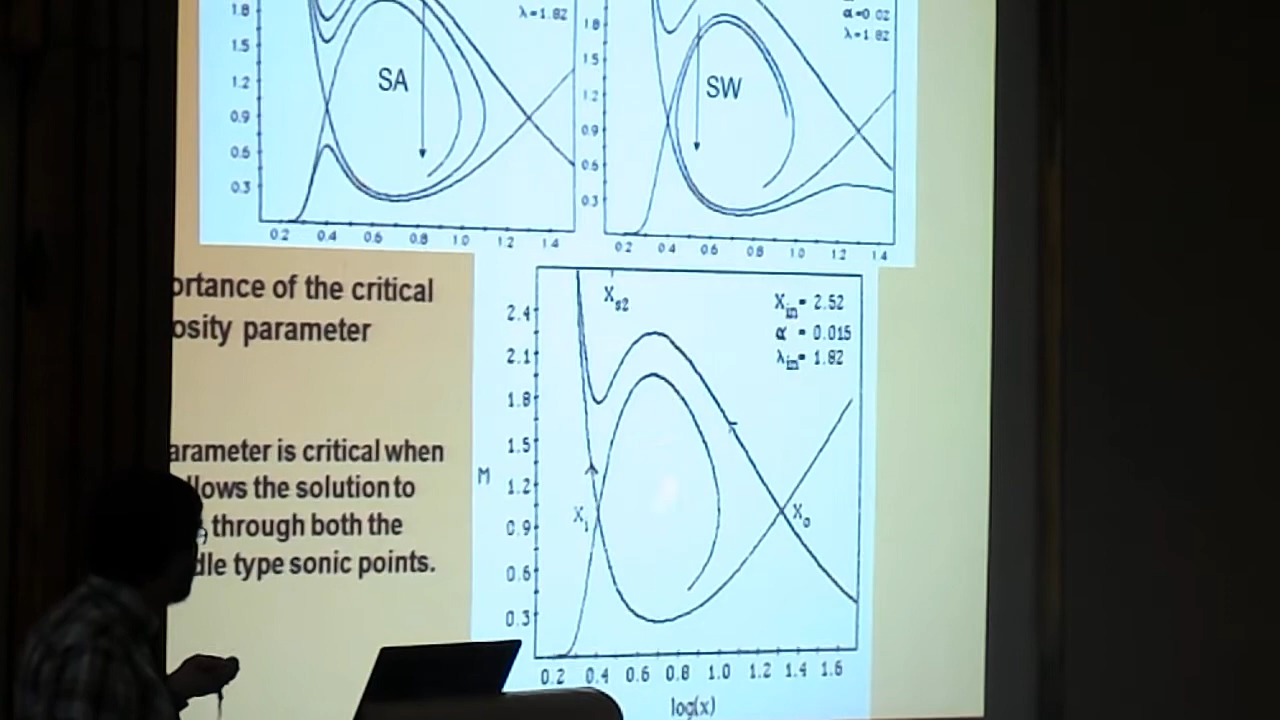 1.8
1.5
1.2
0.9
0.6
0.3
0.2 0.4 0.6 0.8 1.0 1.2 1.4
SA
λ=1.82
1.8
1.5
1.2
0.9
0.6
0.3
0.2 0.4 0.6 0.8 1.0 1.2 1.4
SW
α=0.02
λ=1.82
ortance of the critical
osity parameter
arameter is critical when
lows the solution to
through both the
dle type sonic points.
Xs2
Xin= 2.52
α = 0.015
λin= 1.82
2.4
2.1
1.8
1.5
1.2
0.9
0.6
0.3
M
Xi
Xo
0.2 0.4 0.6 0.8 1.0 1.2 1.4 1.6
log(x)